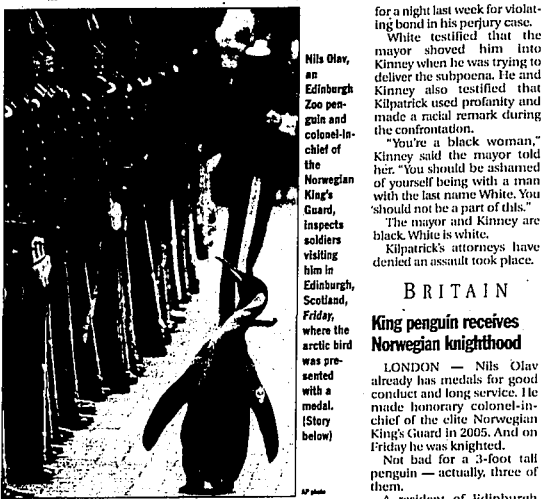 Nils Olav,
an
Edinburgh
Zoo pen-
guin and
colonel-in-
chief of
the
Norwegian
King's
Guard,
inspects
soldiers
visiting
him in
Edinburgh,
Scotland,
Friday,
where the
arctic bird
was pre-
sented
with a
medal.
(Story
below)
AP photo
for a night last week for violat-
ing bond in his perjury case.
White testified that the
mayor shoved him into
Kinney when he was trying to
deliver the subpoena. He and
Kinney also testified that
Kilpatrick used profanity and
made a racial remark during
the confrontation.
"You're a black woman,"
Kinney said the mayor told
her. "You should be ashamed
of yourself being with a man
with the last name White. You
should not be a part of this."
The mayor and Kinney are
black. White is white.
Kilpatrick's attorneys have
denied an assault took place.
BRITAIN
King penguin receives
Norwegian knighthood
LONDON — Nils Olav
already has medals for good
conduct and long service. He
made honorary colonel-in-
chief of the elite Norwegian
King's Guard in 2005. And on
Friday he was knighted.
Not bad for a 3-foot tall
penguin — actually, three of
them.
A resident of Edinburgh